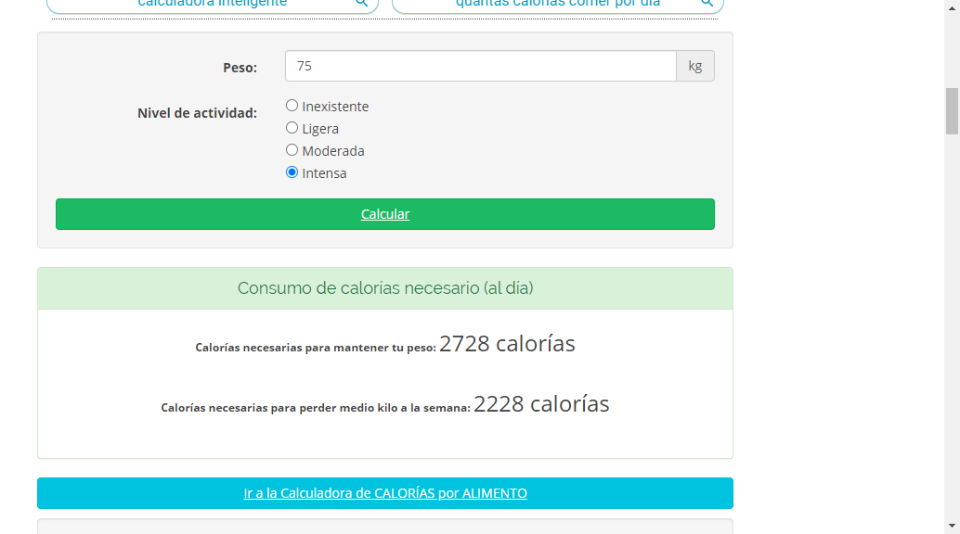 calculadora inteligente
quantas calorias comer por dia
Peso:
75
kg
Nivel de actividad:
Inexistente
Ligera
Moderada
Intensa
Calcular
Consumo de calorias necesario (al día)
Calorías necesarias para mantener tu peso: 2728 calorías
Calorías necesarias para perder medio kilo a la semana: 2228 calorías
Ir a la Calculadora de CALORÍAS por ALIMENTO